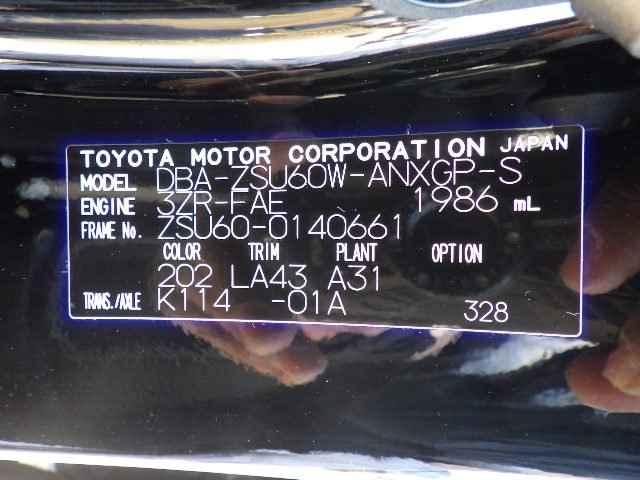 TOYOTA MOTOR CORPORATION JAPAN
MODEL DBA-ZSU60W-ANXGP-S
ENGINE 3ZR-FAE 1986 mL
FRAME No. ZSU60-0140661
COLOR TRIM PLANT OPTION
202 LA43 A31
TRANS./AXLE K114 -01A 328